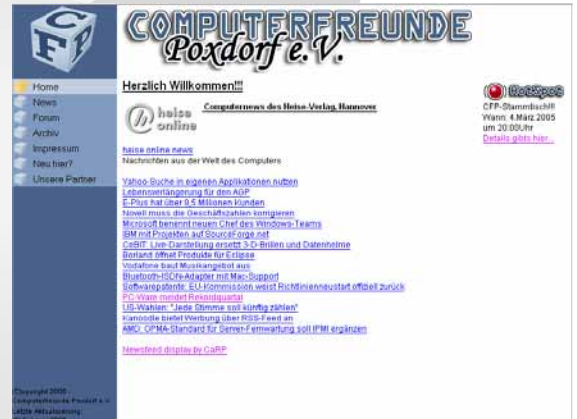 CFP
COMPUTERFREUNDE
Poxdorf e.V.
Home
News
Forum
Archiv
Impressum
Neu hier?
Unsere Partner
Herzlich Willkommen!!!
heise online
Computernews des Heise-Verlag, Hannover
heise online news
Nachrichten aus der Welt des Computers
Yahoo-Suche in eigenen Applikationen nutzen
Lebensverlängerung für den AGP
E-Plus hat über 9,5 Millionen Kunden
Novell muss die Geschäftszahlen korrigieren
Microsoft benennt neuen Chef des Windows-Teams
IBM mit Projekten auf SourceForge.net
CeBIT: Live-Darstellung ersetzt 3-D-Brillen und Datenhelme
Borland öffnet Produkte für Eclipse
Vodafone baut Musikangebot aus
Bluetooth-ISDN-Adapter mit Mac-Support
Softwarepatente: EU-Kommission weist Richtlinienneustart offiziell zurück
PC-Ware meldet Rekordquartal
US-Wahlen: "Jede Stimme soll künftig zählen"
Kanoodle bietet Werbung über RSS-Feed an
AMD: OPMA-Standard für Server-Fernwartung soll IPMI ergänzen
Newsfeed display by CaRP
HotSpot
CFP-Stammtisch!!!
Wann: 4.März 2005
um 20:00Uhr
Details gibts hier...
Copyright 2005 -
Computerfreunde Poxdorf e.V.
Letzte Aktualisierung: